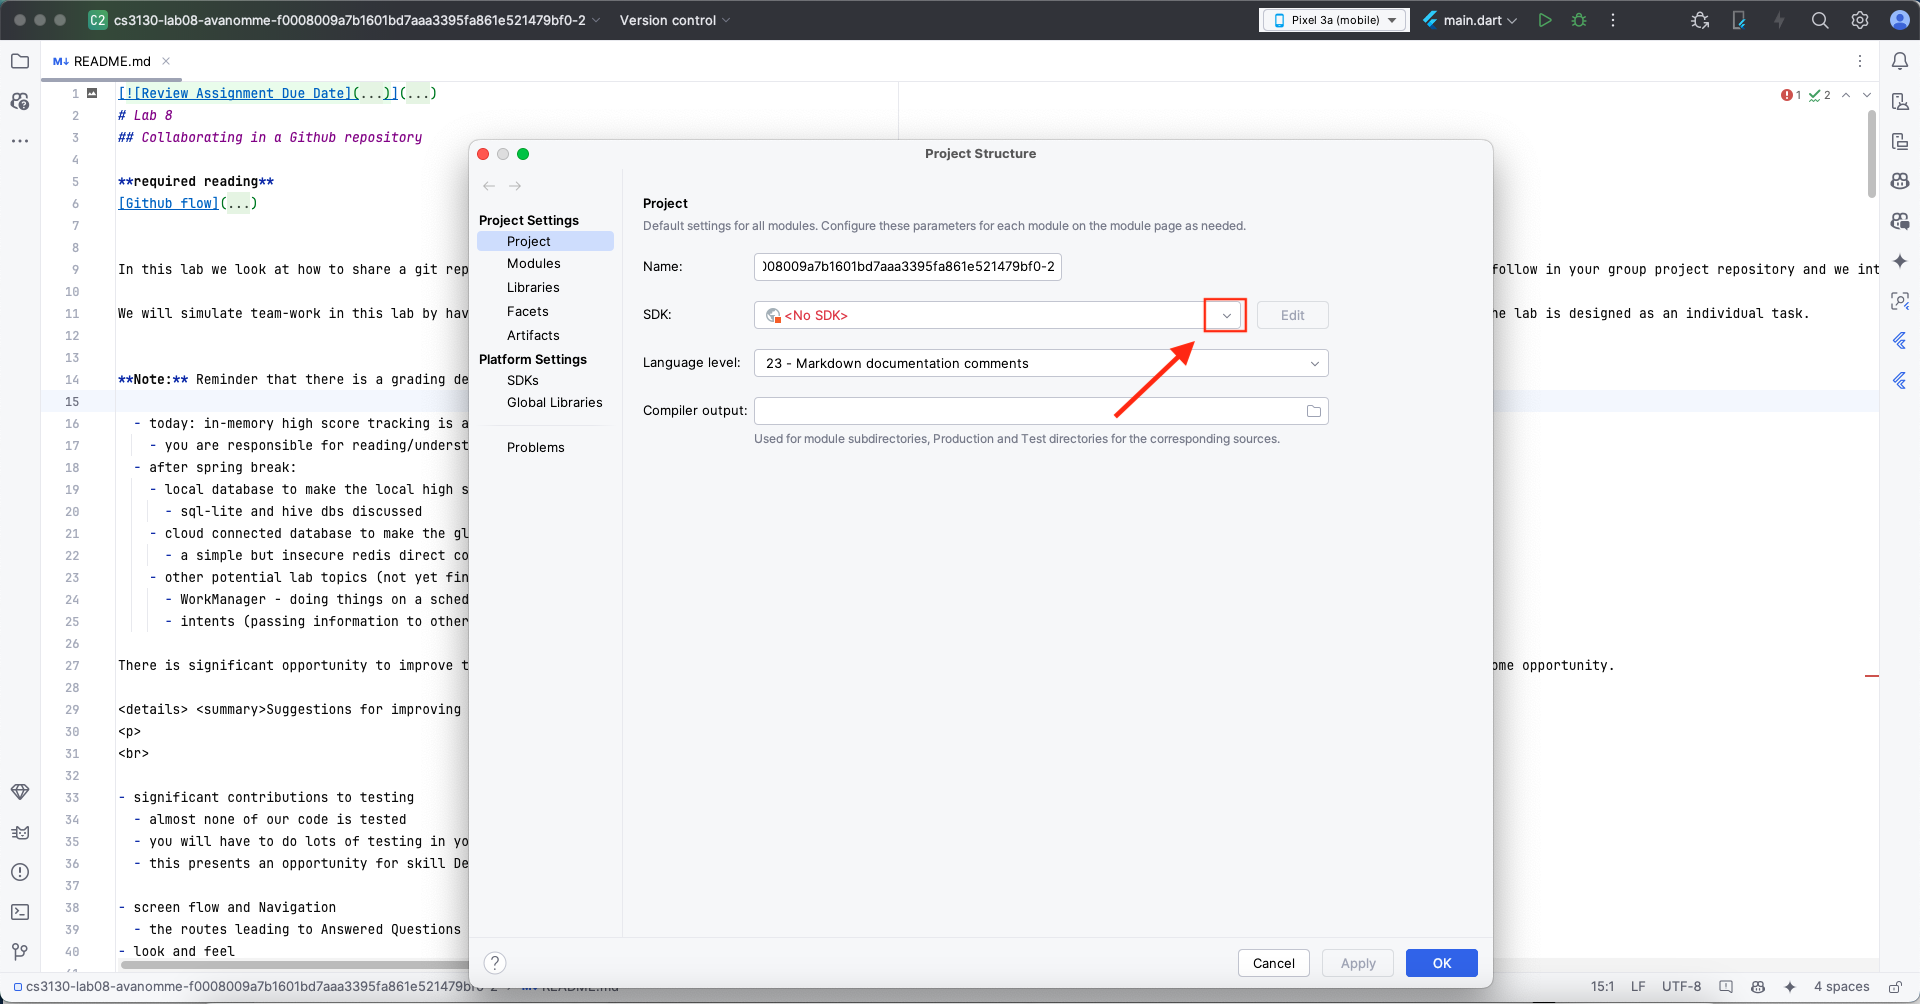 C2 cs3130-lab08-avanomme-f0008009a7b1601bd7aaa3395fa861e521479bf0-2 Version control Pixel 3a (mobile) main.dart
M↓ README.md
1 [![Review Assignment Due Date](...)](...)
1 2
2 # Lab 8
3 ## Collaborating in a Github repository
4
5 **required reading**
6 [Github flow](...)
7
8
9 In this lab we look at how to share a git rep
follow in your group project repository and we int
10
11 We will simulate team-work in this lab by hav
he lab is designed as an individual task.
12
13
14 **Note:** Reminder that there is a grading de
15
16 - today: in-memory high score tracking is a
17 - you are responsible for reading/underst
18 - after spring break:
19 - local database to make the local high s
20 - sql-lite and hive dbs discussed
21 - cloud connected database to make the gl
22 - a simple but insecure redis direct co
23 - other potential lab topics (not yet fin
24 - WorkManager - doing things on a sched
25 - intents (passing information to other
26
27 There is significant opportunity to improve t
ome opportunity.
28
29 <details> <summary>Suggestions for improving
30 <p>
31 <br>
32
33 - significant contributions to testing
34 - almost none of our code is tested
35 - you will have to do lots of testing in yo
36 - this presents an opportunity for skill De
37
38 - screen flow and Navigation
39 - the routes leading to Answered Questions
40 - look and feel
Project Structure
Project Settings
Project
Modules
Libraries
Facets
Artifacts
Platform Settings
SDKs
Global Libraries
Problems
Project
Default settings for all modules. Configure these parameters for each module on the module page as needed.
Name: 008009a7b1601bd7aaa3395fa861e521479bf0-2
SDK: <No SDK> Edit
Language level: 23 - Markdown documentation comments
Compiler output:
Used for module subdirectories, Production and Test directories for the corresponding sources.
? Cancel Apply OK
cs3130-lab08-avanomme-f0008009a7b1601bd7aaa3395fa861e521479bf0-2 M↓ README.md 15:1 LF UTF-8 4 spaces